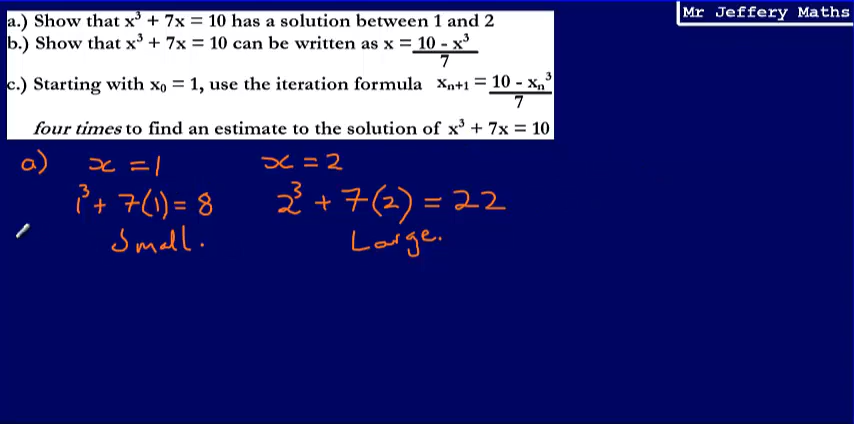 Mr Jeffery Maths
a.) Show that x³ + 7x = 10 has a solution between 1 and 2
b.) Show that x³ + 7x = 10 can be written as x = 10 - x³
7
c.) Starting with x₀ = 1, use the iteration formula xₙ₊₁ = 10 - xₙ³
7
four times to find an estimate to the solution of x³ + 7x = 10
a) x = 1 x = 2
1³ + 7(1) = 8 2³ + 7(2) = 22
Small. Large.